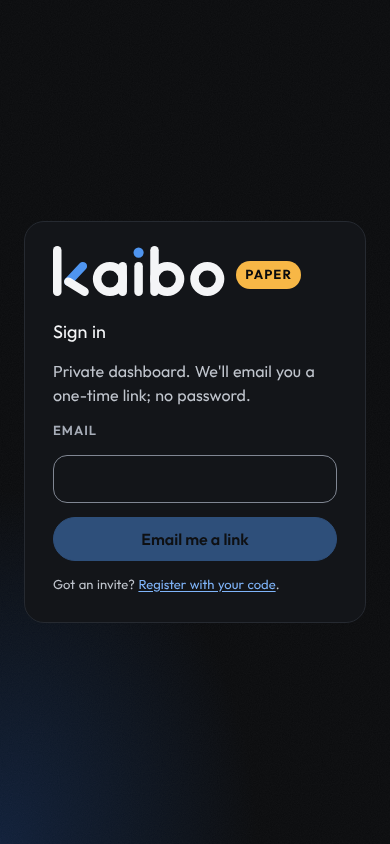 kaibo PAPER
Sign in
Private dashboard. We'll email you a
one-time link; no password.
EMAIL
Email me a link
Got an invite? Register with your code.